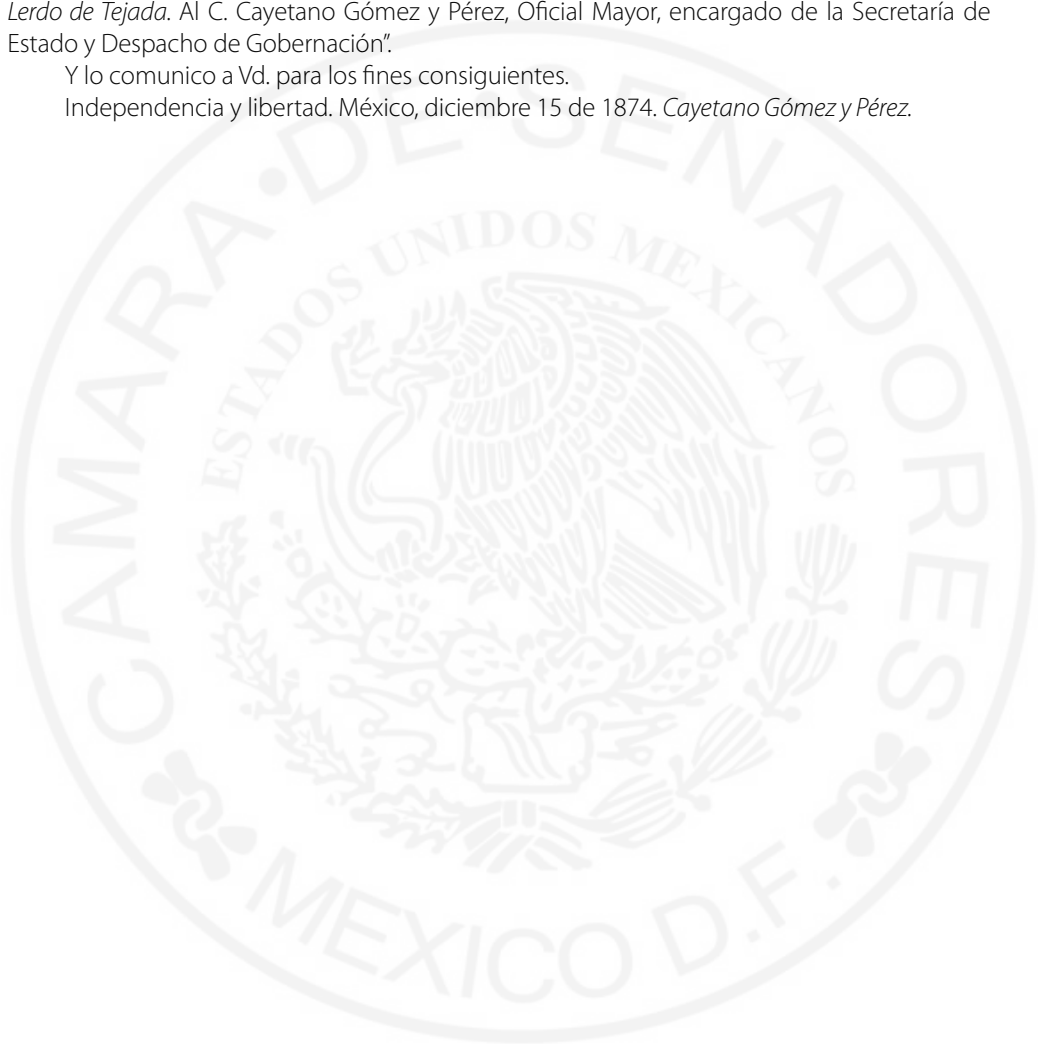 Lerdo de Tejada. Al C. Cayetano Gómez y Pérez, Oficial Mayor, encargado de la Secretaría de
Estado y Despacho de Gobernación”.
Y lo comunico a Vd. para los fines consiguientes.
Independencia y libertad. México, diciembre 15 de 1874. Cayetano Gómez y Pérez.
CAMARA • DE SENADORES
ESTADOS UNIDOS MEXICANOS
MEXICO D.F.